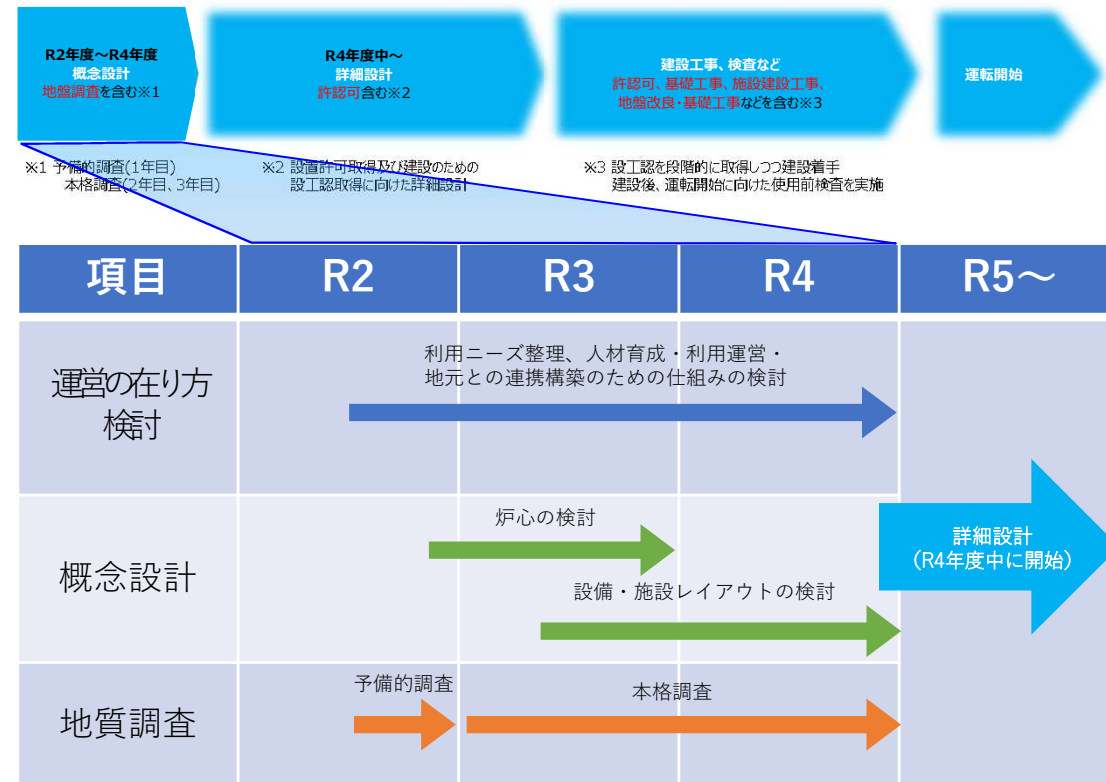 R2年度～R4年度
概念設計
地盤調査を含む※1
R4年度中～
詳細設計
許認可含む※2
建設工事、検査など
許認可、基礎工事、施設建設工事、
地盤改良・基礎工事などを含む※3
運転開始
※1 予備的調査(1年目)
本格調査(2年目、3年目)
※2 設置許可取得及び建設のための
設工認取得に向けた詳細設計
※3 設工認を段階的に取得しつつ建設着手
建設後、運転開始に向けた使用前検査を実施
項目
R2
R3
R4
R5～
運営の在り方
検討
利用ニーズ整理、人材育成・利用運営・
地元との連携構築のための仕組みの検討
概念設計
炉心の検討
設備・施設レイアウトの検討
詳細設計
（R4年度中に開始）
地質調査
予備的調査
本格調査